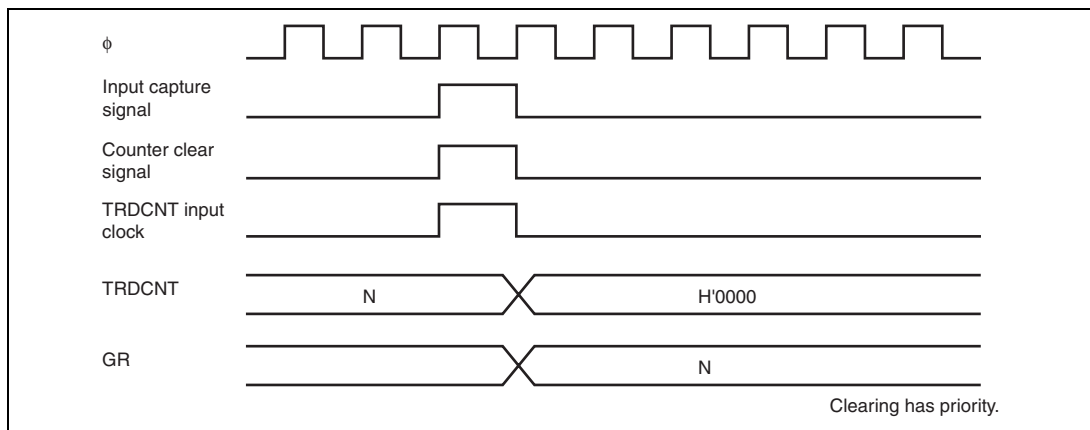 ϕ
Input capture
signal
Counter clear
signal
TRDCNT input
clock
TRDCNT
N
H'0000
GR
N
Clearing has priority.